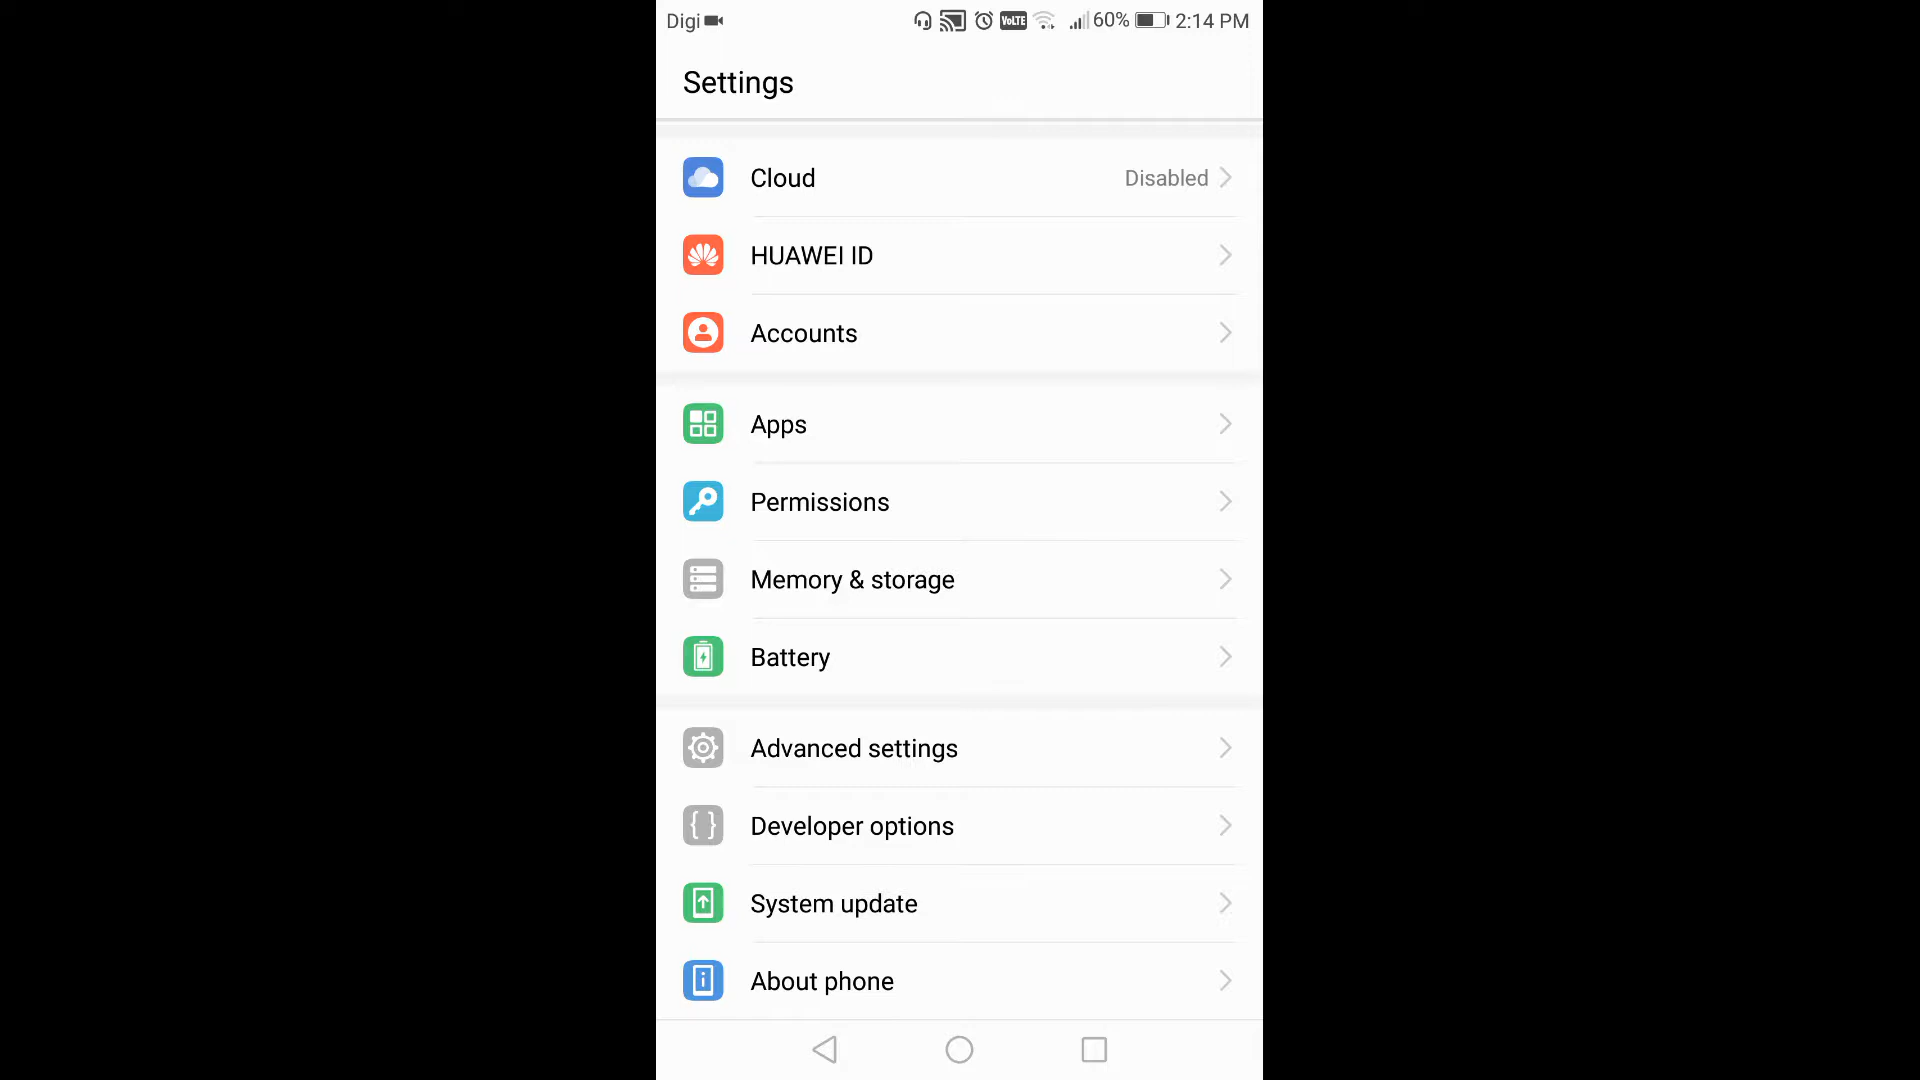 Digi VoLTE 60% 2:14 PM
Settings
Cloud Disabled
HUAWEI ID
Accounts
Apps
Permissions
Memory & storage
Battery
Advanced settings
Developer options
System update
About phone